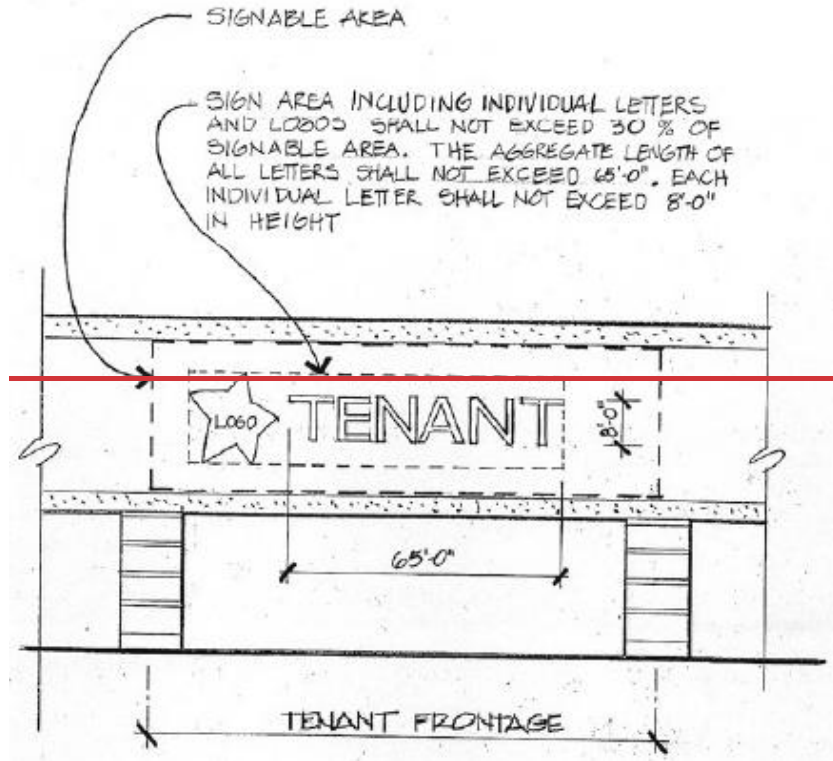 SIGNABLE AREA
SIGN AREA INCLUDING INDIVIDUAL LETTERS
AND LOGOS SHALL NOT EXCEED 30 % OF
SIGNABLE AREA. THE AGGREGATE LENGTH OF
ALL LETTERS SHALL NOT EXCEED 65'-0". EACH
INDIVIDUAL LETTER SHALL NOT EXCEED 8'-0"
IN HEIGHT
LOGO
TENANT
8'-0"
65'-0"
TENANT FRONTAGE